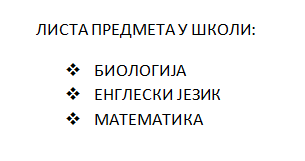 ЛИСТА ПРЕДМЕТА У ШКОЛИ:
❖ БИОЛОГИЈА
❖ ЕНГЛЕСКИ ЈЕЗИК
❖ МАТЕМАТИКА